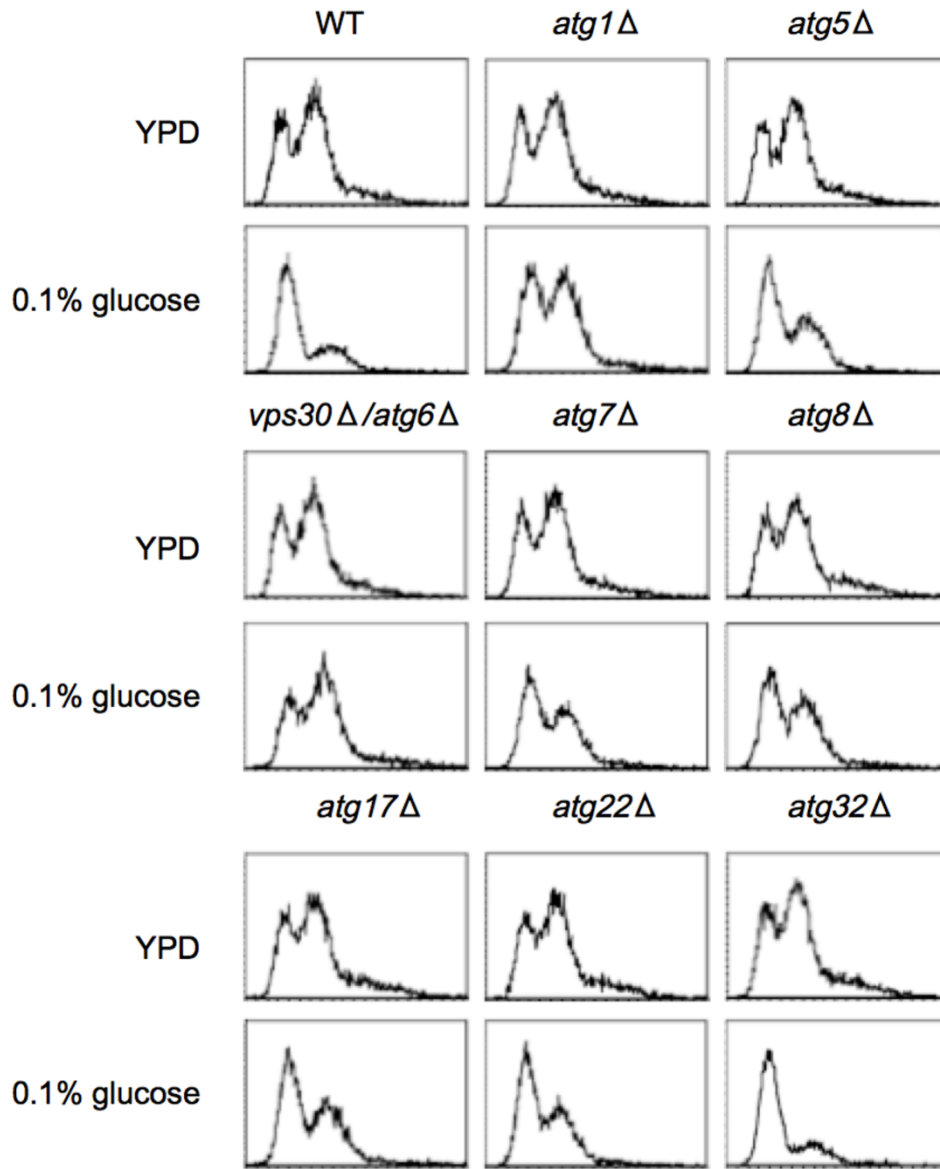 WT atg1Δ atg5Δ
YPD
0.1% glucose
vps30Δ/atg6Δ atg7Δ atg8Δ
YPD
0.1% glucose
atg17Δ atg22Δ atg32Δ
YPD
0.1% glucose